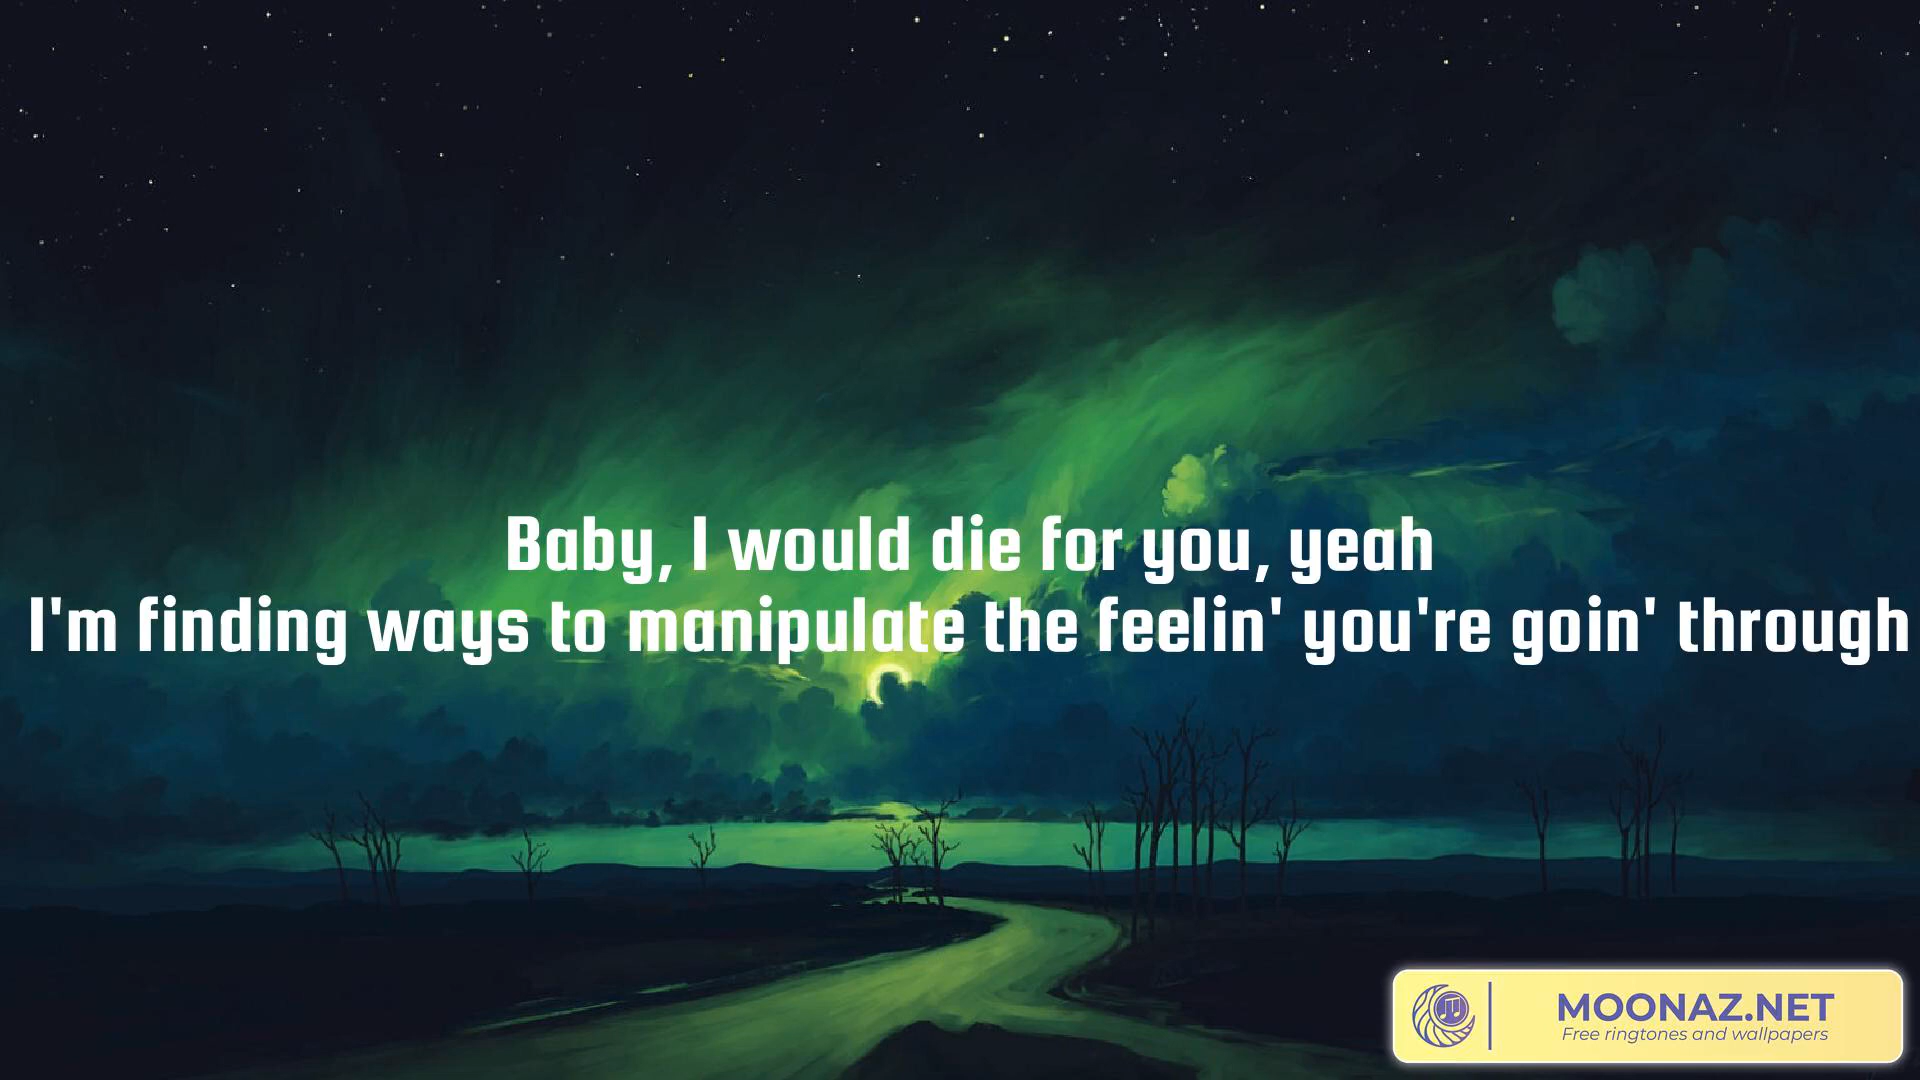 Baby, I would die for you, yeah
I'm finding ways to manipulate the feelin' you're goin' through
MOONAZ.NET
Free ringtones and wallpapers